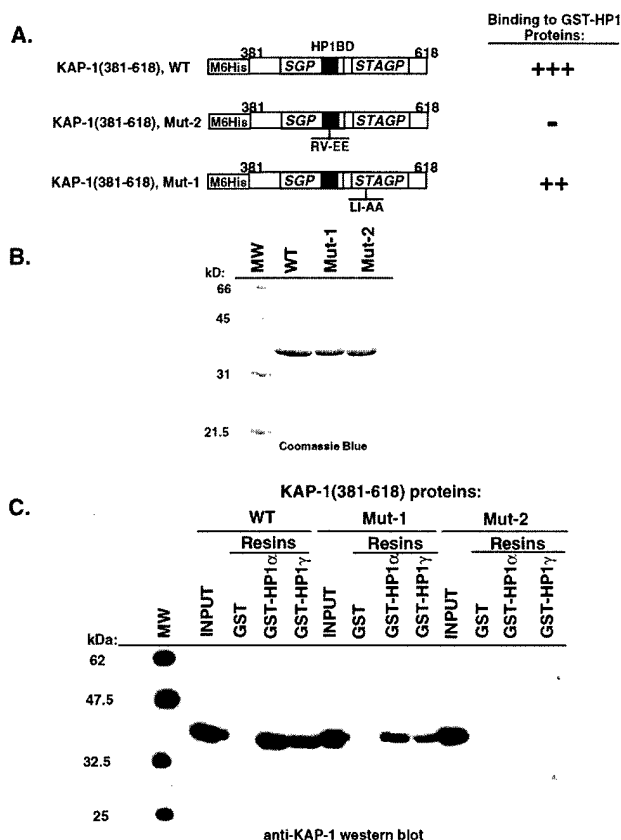 A.
Binding to GST-HP1
Proteins:
381 HP1BD 618
KAP-1(381-618), WT M6His SGP STAGP +++
381 618
KAP-1(381-618), Mut-2 M6His SGP STAGP -
RV-EE
381 618
KAP-1(381-618), Mut-1 M6His SGP STAGP ++
LI-AA
B.
kD: MW WT Mut-1 Mut-2
66
45
31
21.5
Coomassie Blue
C.
KAP-1(381-618) proteins:
WT Mut-1 Mut-2
Resins Resins Resins
kDa: MW INPUT GST GST-HP1α GST-HP1γ INPUT GST GST-HP1α GST-HP1γ INPUT GST GST-HP1α GST-HP1γ
62
47.5
32.5
25
anti-KAP-1 western blot